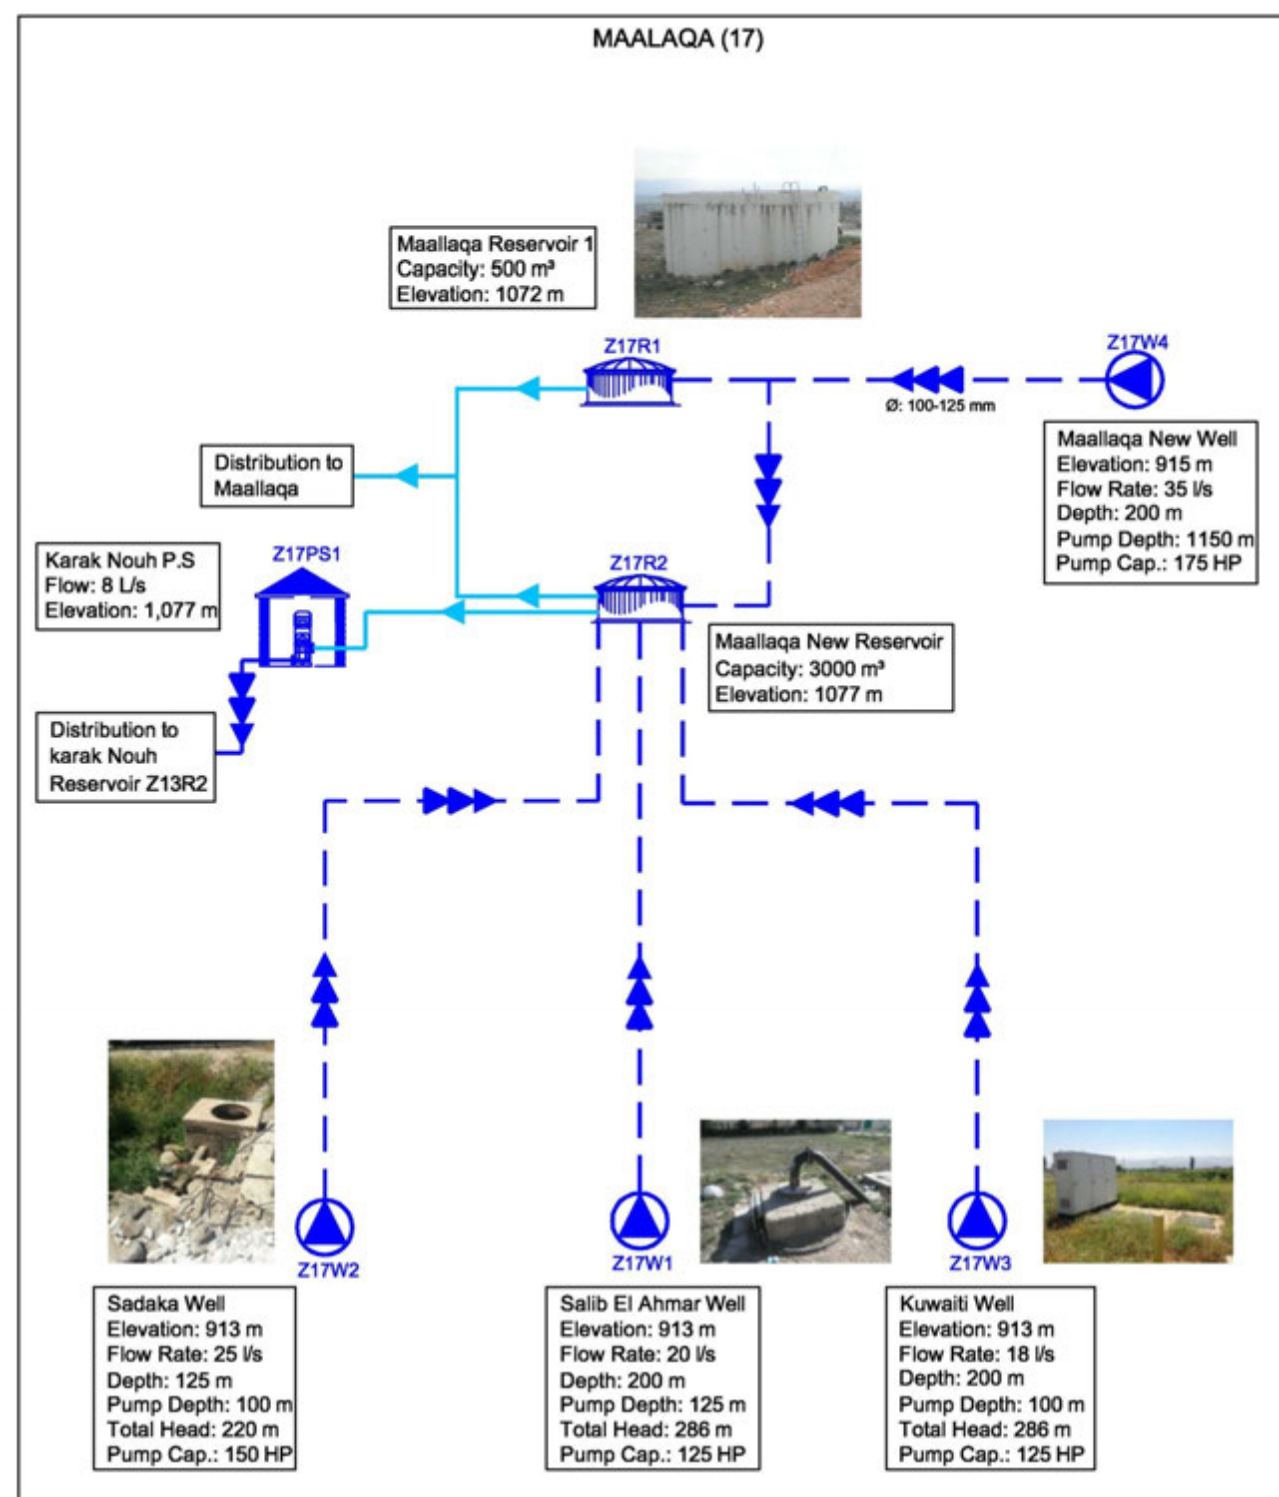 MAALAQA (17)
Maallaqa Reservoir 1
Capacity: 500 m³
Elevation: 1072 m
Z17R1
Z17W4
Ø: 100-125 mm
Maallaqa New Well
Elevation: 915 m
Flow Rate: 35 l/s
Depth: 200 m
Pump Depth: 1150 m
Pump Cap.: 175 HP
Distribution to
Maallaqa
Karak Nouh P.S
Flow: 8 L/s
Elevation: 1,077 m
Z17PS1
Z17R2
Maallaqa New Reservoir
Capacity: 3000 m³
Elevation: 1077 m
Distribution to
karak Nouh
Reservoir Z13R2
Z17W2
Sadaka Well
Elevation: 913 m
Flow Rate: 25 l/s
Depth: 125 m
Pump Depth: 100 m
Total Head: 220 m
Pump Cap.: 150 HP
Z17W1
Salib El Ahmar Well
Elevation: 913 m
Flow Rate: 20 l/s
Depth: 200 m
Pump Depth: 125 m
Total Head: 286 m
Pump Cap.: 125 HP
Z17W3
Kuwaiti Well
Elevation: 913 m
Flow Rate: 18 l/s
Depth: 200 m
Pump Depth: 100 m
Total Head: 286 m
Pump Cap.: 125 HP